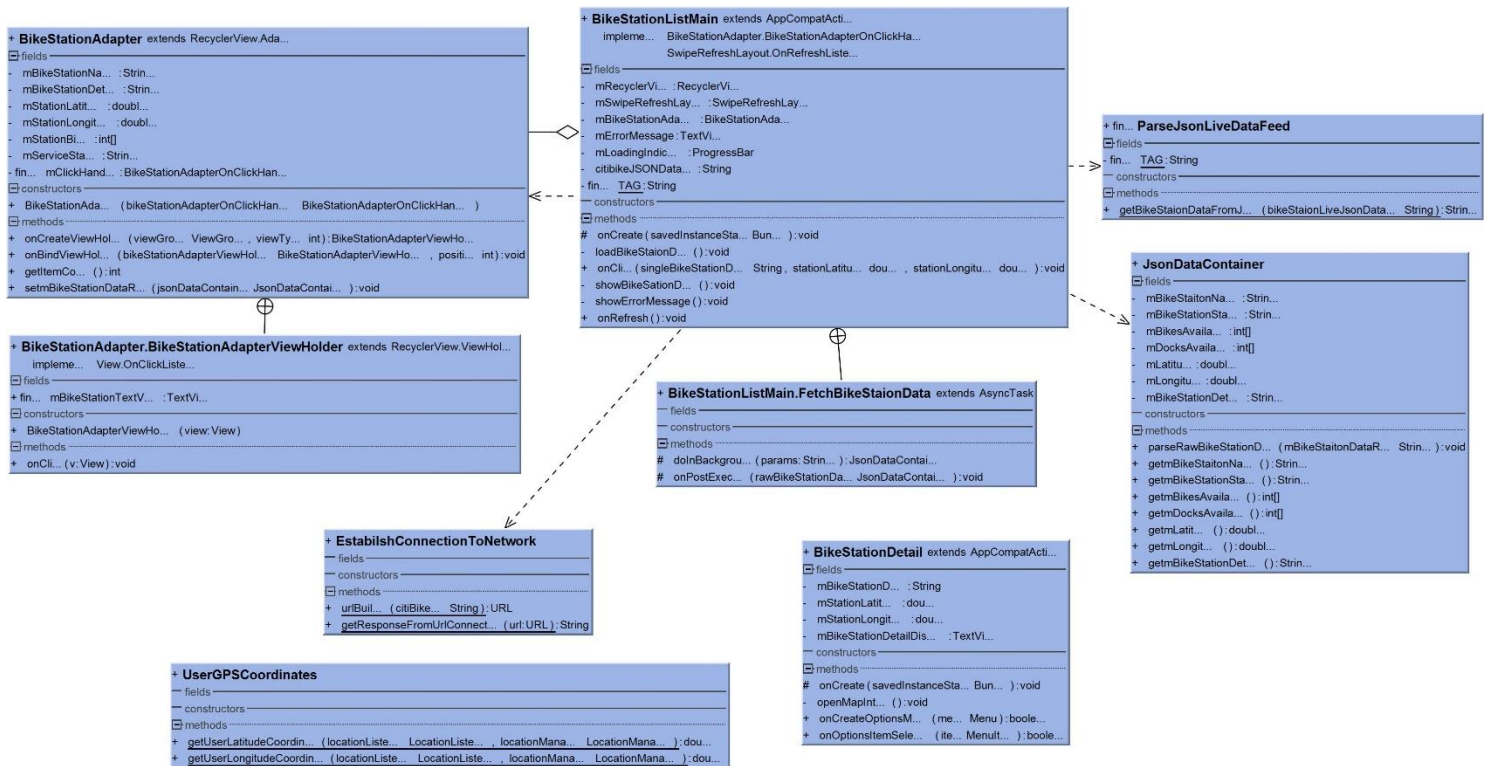 + BikeStationAdapter extends RecyclerView.Ada...
fields
- mBikeStationNa... :Strin...
- mBikeStationDet... :Strin...
- mStationLatit... :doubl...
- mStationLongit... :doubl...
- mStationBi... :int[]
- mServiceSta... :Strin...
- fin... mClickHand... :BikeStationAdapterOnClickHan...
constructors
+ BikeStationAda... (bikeStationAdapterOnClickHan... BikeStationAdapterOnClickHan... )
methods
+ onCreateViewHol... (viewGro... ViewGro... , viewTy... int):BikeStationAdapterViewHo...
+ onBindViewHol... (bikeStationAdapterViewHol... BikeStationAdapterViewHo... , positi... int):void
+ getItemCo... ():int
+ setmBikeStationDataR... (jsonDataContain... JsonDataContai... ):void
+ BikeStationAdapter.BikeStationAdapterViewHolder extends RecyclerView.ViewHol...
impleme... View.OnClickListe...
fields
+ fin... mBikeStationTextV... :TextVi...
constructors
+ BikeStationAdapterViewHo... (view:View)
methods
+ onCli... (v:View):void
+ BikeStationListMain extends AppCompatActi...
impleme... BikeStationAdapter.BikeStationAdapterOnClickHa...
SwipeRefreshLayout.OnRefreshListe...
fields
- mRecyclerVi... :RecyclerVi...
- mSwipeRefreshLay... :SwipeRefreshLay...
- mBikeStationAda... :BikeStationAda...
- mErrorMessage:TextVi...
- mLoadingIndic... :ProgressBar
- citibikeJSONData... :String
- fin... TAG:String
constructors
methods
# onCreate(savedInstanceSta... Bun... ):void
- loadBikeStaionD... ():void
+ onCli... (singleBikeStationD... String, stationLatitu... dou... , stationLongitu... dou... ):void
- showBikeSationD... ():void
- showErrorMessage():void
+ onRefresh():void
+ BikeStationListMain.FetchBikeStaionData extends AsyncTask
fields
constructors
methods
# doInBackgrou... (params:Strin... ):JsonDataContai...
# onPostExec... (rawBikeStationDa... JsonDataContai... ):void
+ fin... ParseJsonLiveDataFeed
fields
- fin... TAG:String
constructors
methods
+ getBikeStaionDataFromJ... (bikeStaionLiveJsonData... String):Strin...
+ JsonDataContainer
fields
- mBikeStaitonNa... :Strin...
- mBikeStationSta... :Strin...
- mBikesAvaila... :int[]
- mDocksAvaila... :int[]
- mLatitu... :doubl...
- mLongitu... :doubl...
- mBikeStationDet... :Strin...
constructors
methods
+ parseRawBikeStationD... (mBikeStaitonDataR... Strin... ):void
+ getmBikeStaitonNa... ():Strin...
+ getmBikeStationSta... ():Strin...
+ getmBikesAvaila... ():int[]
+ getmDocksAvaila... ():int[]
+ getmLatit... ():doubl...
+ getmLongit... ():doubl...
+ getmBikeStationDet... ():Strin...
+ EstabilshConnectionToNetwork
fields
constructors
methods
+ urlBuil... (citiBike... String):URL
+ getResponseFromUrlConnect... (url:URL):String
+ BikeStationDetail extends AppCompatActi...
fields
- mBikeStationD... :String
- mStationLatit... :dou...
- mStationLongit... :dou...
- mBikeStationDetailDis... :TextVi...
constructors
methods
# onCreate(savedInstanceSta... Bun... ):void
- openMapInt... ():void
+ onCreateOptionsM... (me... Menu):boole...
+ onOptionsItemSele... (ite... MenuIt... ):boole...
+ UserGPSCoordinates
fields
constructors
methods
+ getUserLatitudeCoordin... (locationListe... LocationListe... , locationMana... LocationMana... ):dou...
+ getUserLongitudeCoordin... (locationListe... LocationListe... , locationMana... LocationMana... ):dou...